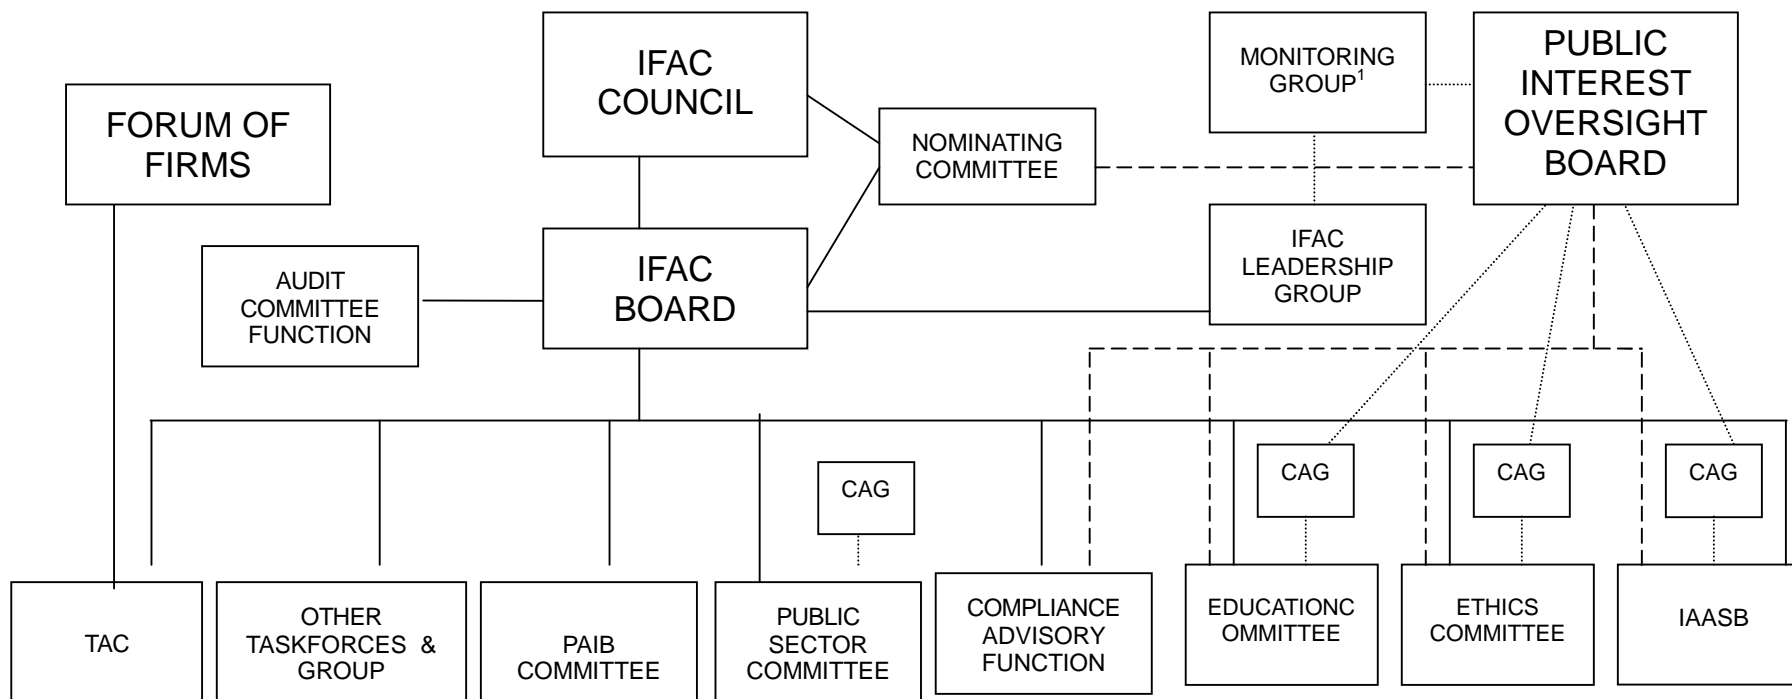 IFAC
COUNCIL
MONITORING
GROUP¹
PUBLIC
INTEREST
OVERSIGHT
BOARD
FORUM OF
FIRMS
NOMINATING
COMMITTEE
AUDIT
COMMITTEE
FUNCTION
IFAC
BOARD
IFAC
LEADERSHIP
GROUP
CAG
CAG
CAG
CAG
TAC
OTHER
TASKFORCES &
GROUP
PAIB
COMMITTEE
PUBLIC
SECTOR
COMMITTEE
COMPLIANCE
ADVISORY
FUNCTION
EDUCATIONC
OMMITTEE
ETHICS
COMMITTEE
IAASB